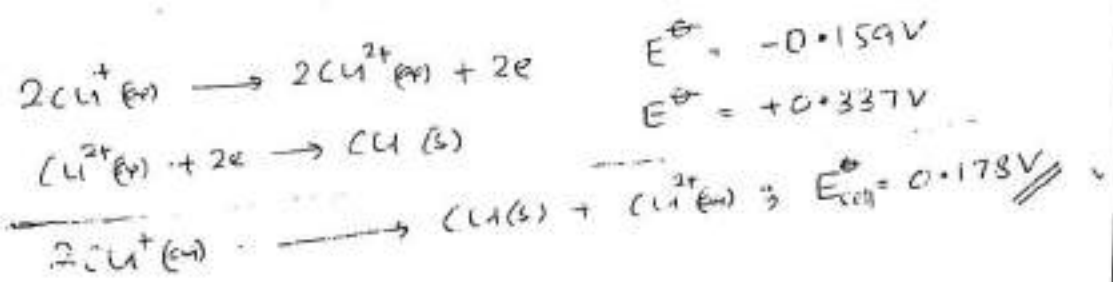 2Cu⁺(aq) ⟶ 2Cu²⁺(aq) + 2e E^⊖ = -0.159V
Cu²⁺(aq) + 2e ⟶ Cu (s) E^⊖ = +0.337V
2Cu⁺(aq) ⟶ Cu(s) + Cu²⁺(aq) ; E^⊖cell = 0.178V